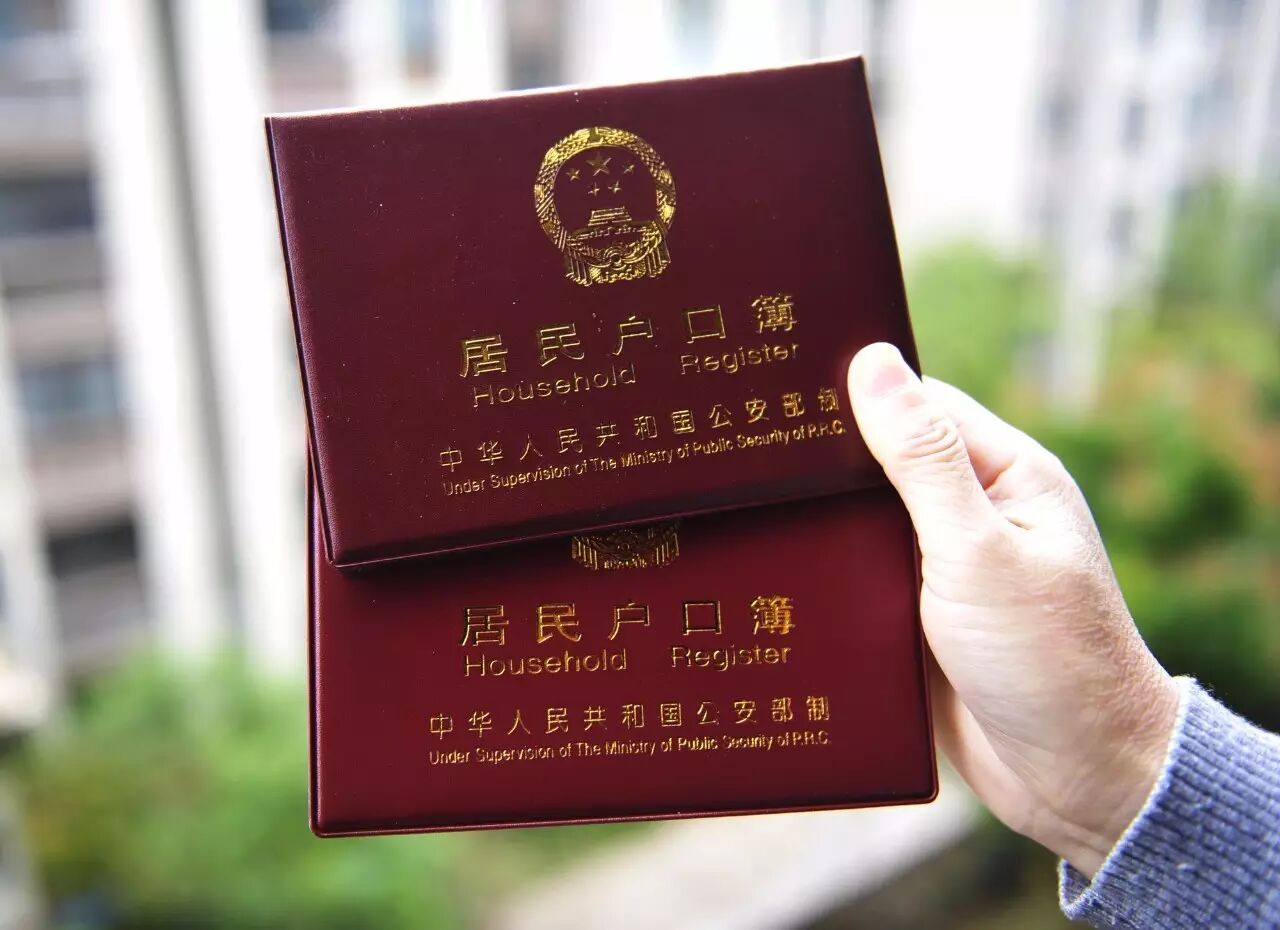 居民户口簿
Household Register
中华人民共和国公安部制
Under Supervision of The Ministry of Public Security of P.R.C.
居民户口簿
Household Register
中华人民共和国公安部制
Under Supervision of The Ministry of Public Security of P.R.C.